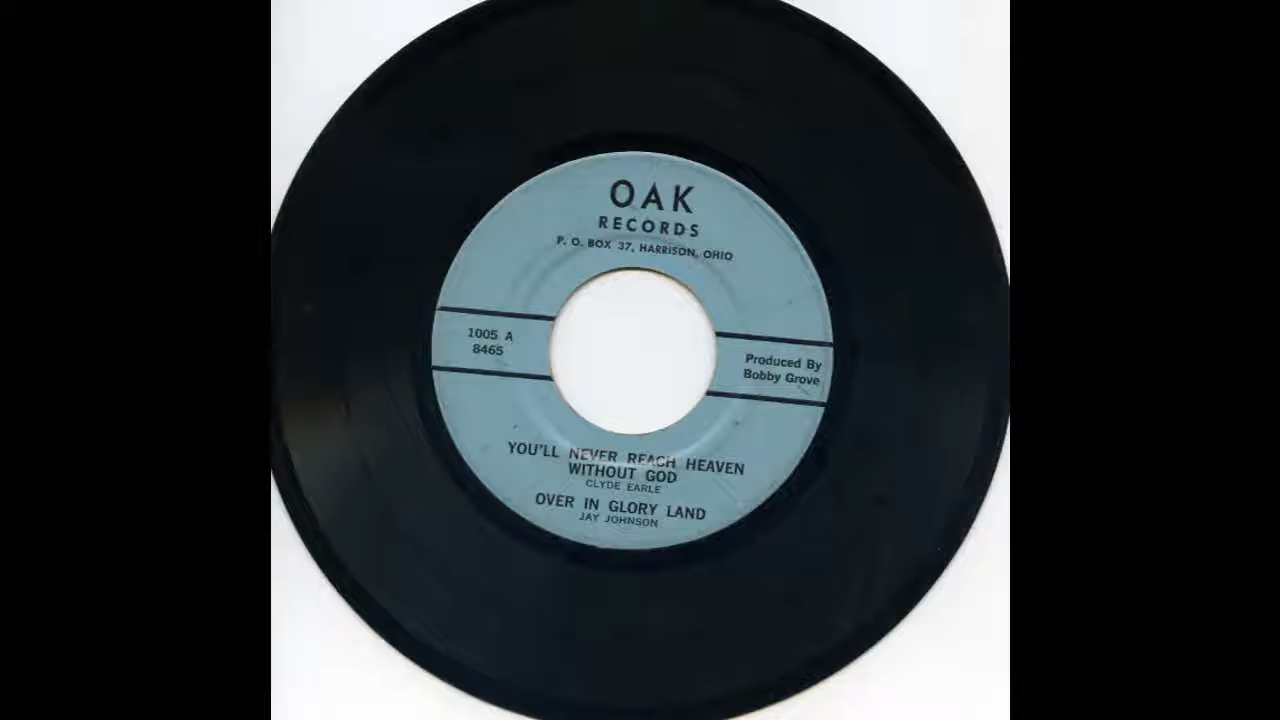 OAK
RECORDS
P. O. BOX 37, HARRISON, OHIO
1005 A
8465
Produced By
Bobby Grove
YOU'LL NEVER REACH HEAVEN
WITHOUT GOD
CLYDE EARLE
OVER IN GLORY LAND
JAY JOHNSON